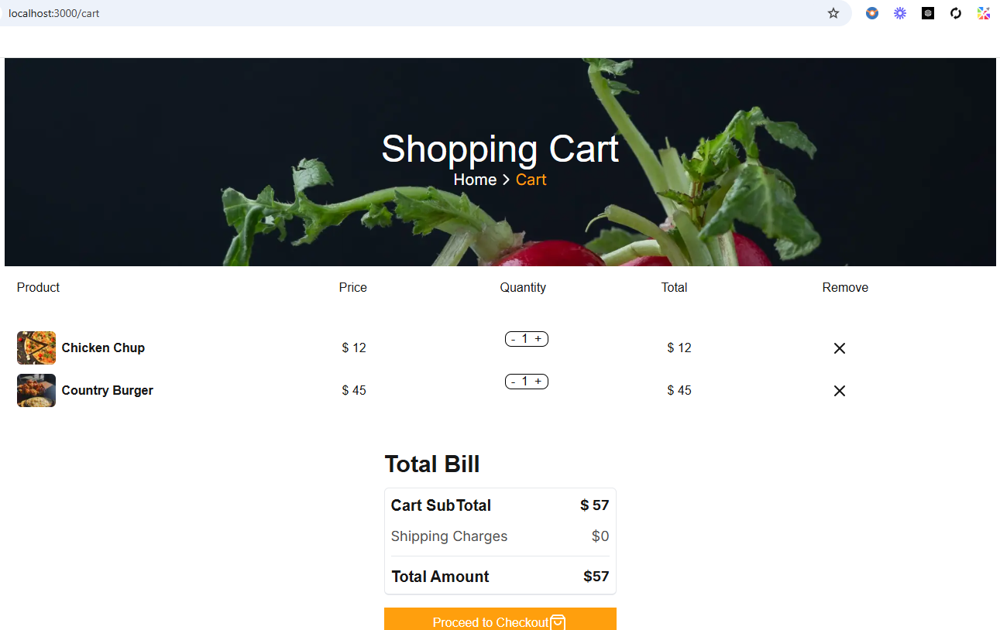 localhost:3000/cart
Shopping Cart
Home > Cart
Product Price Quantity Total Remove
Chicken Chup $ 12 - 1 + $ 12
Country Burger $ 45 - 1 + $ 45
Total Bill
Cart SubTotal $ 57
Shipping Charges $0
Total Amount $57
Proceed to Checkout